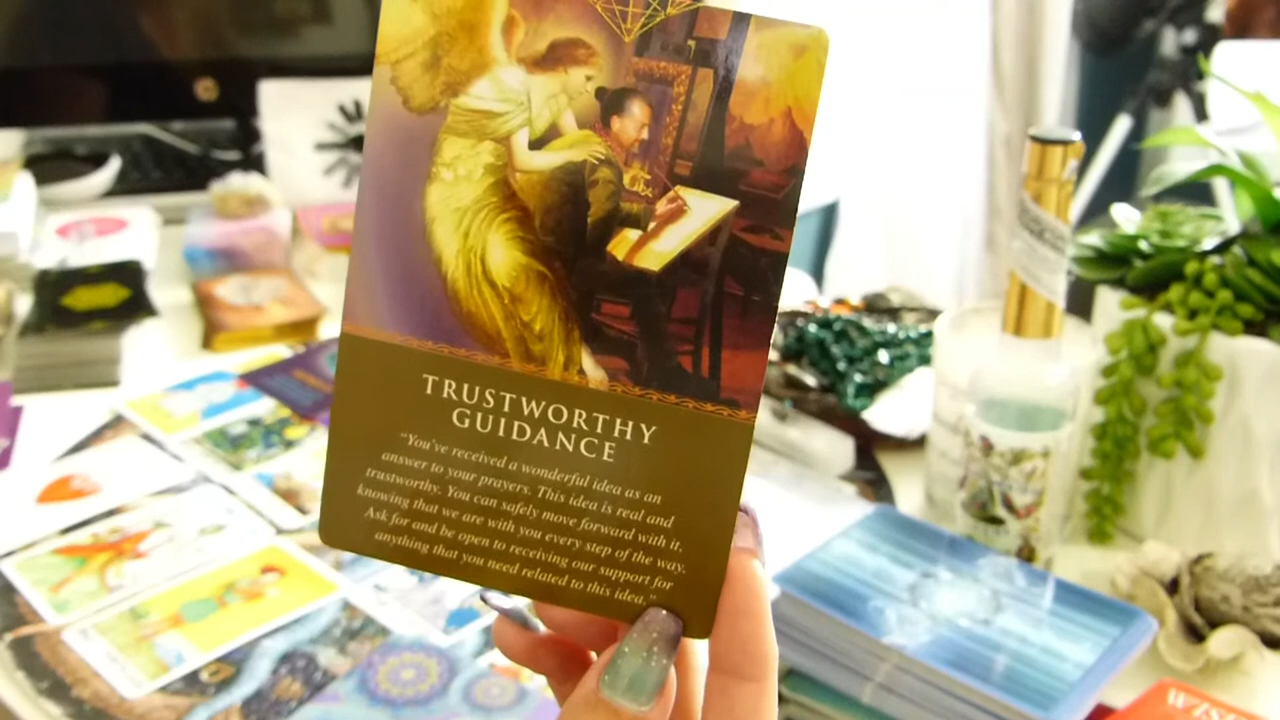 TRUSTWORTHY
GUIDANCE
"You've received a wonderful idea as an
answer to your prayers. This idea is real and
trustworthy. You can safely move forward with it.
knowing that we are with you every step of the way.
Ask for and be open to receiving our support for
anything that you need related to this idea."
WIS